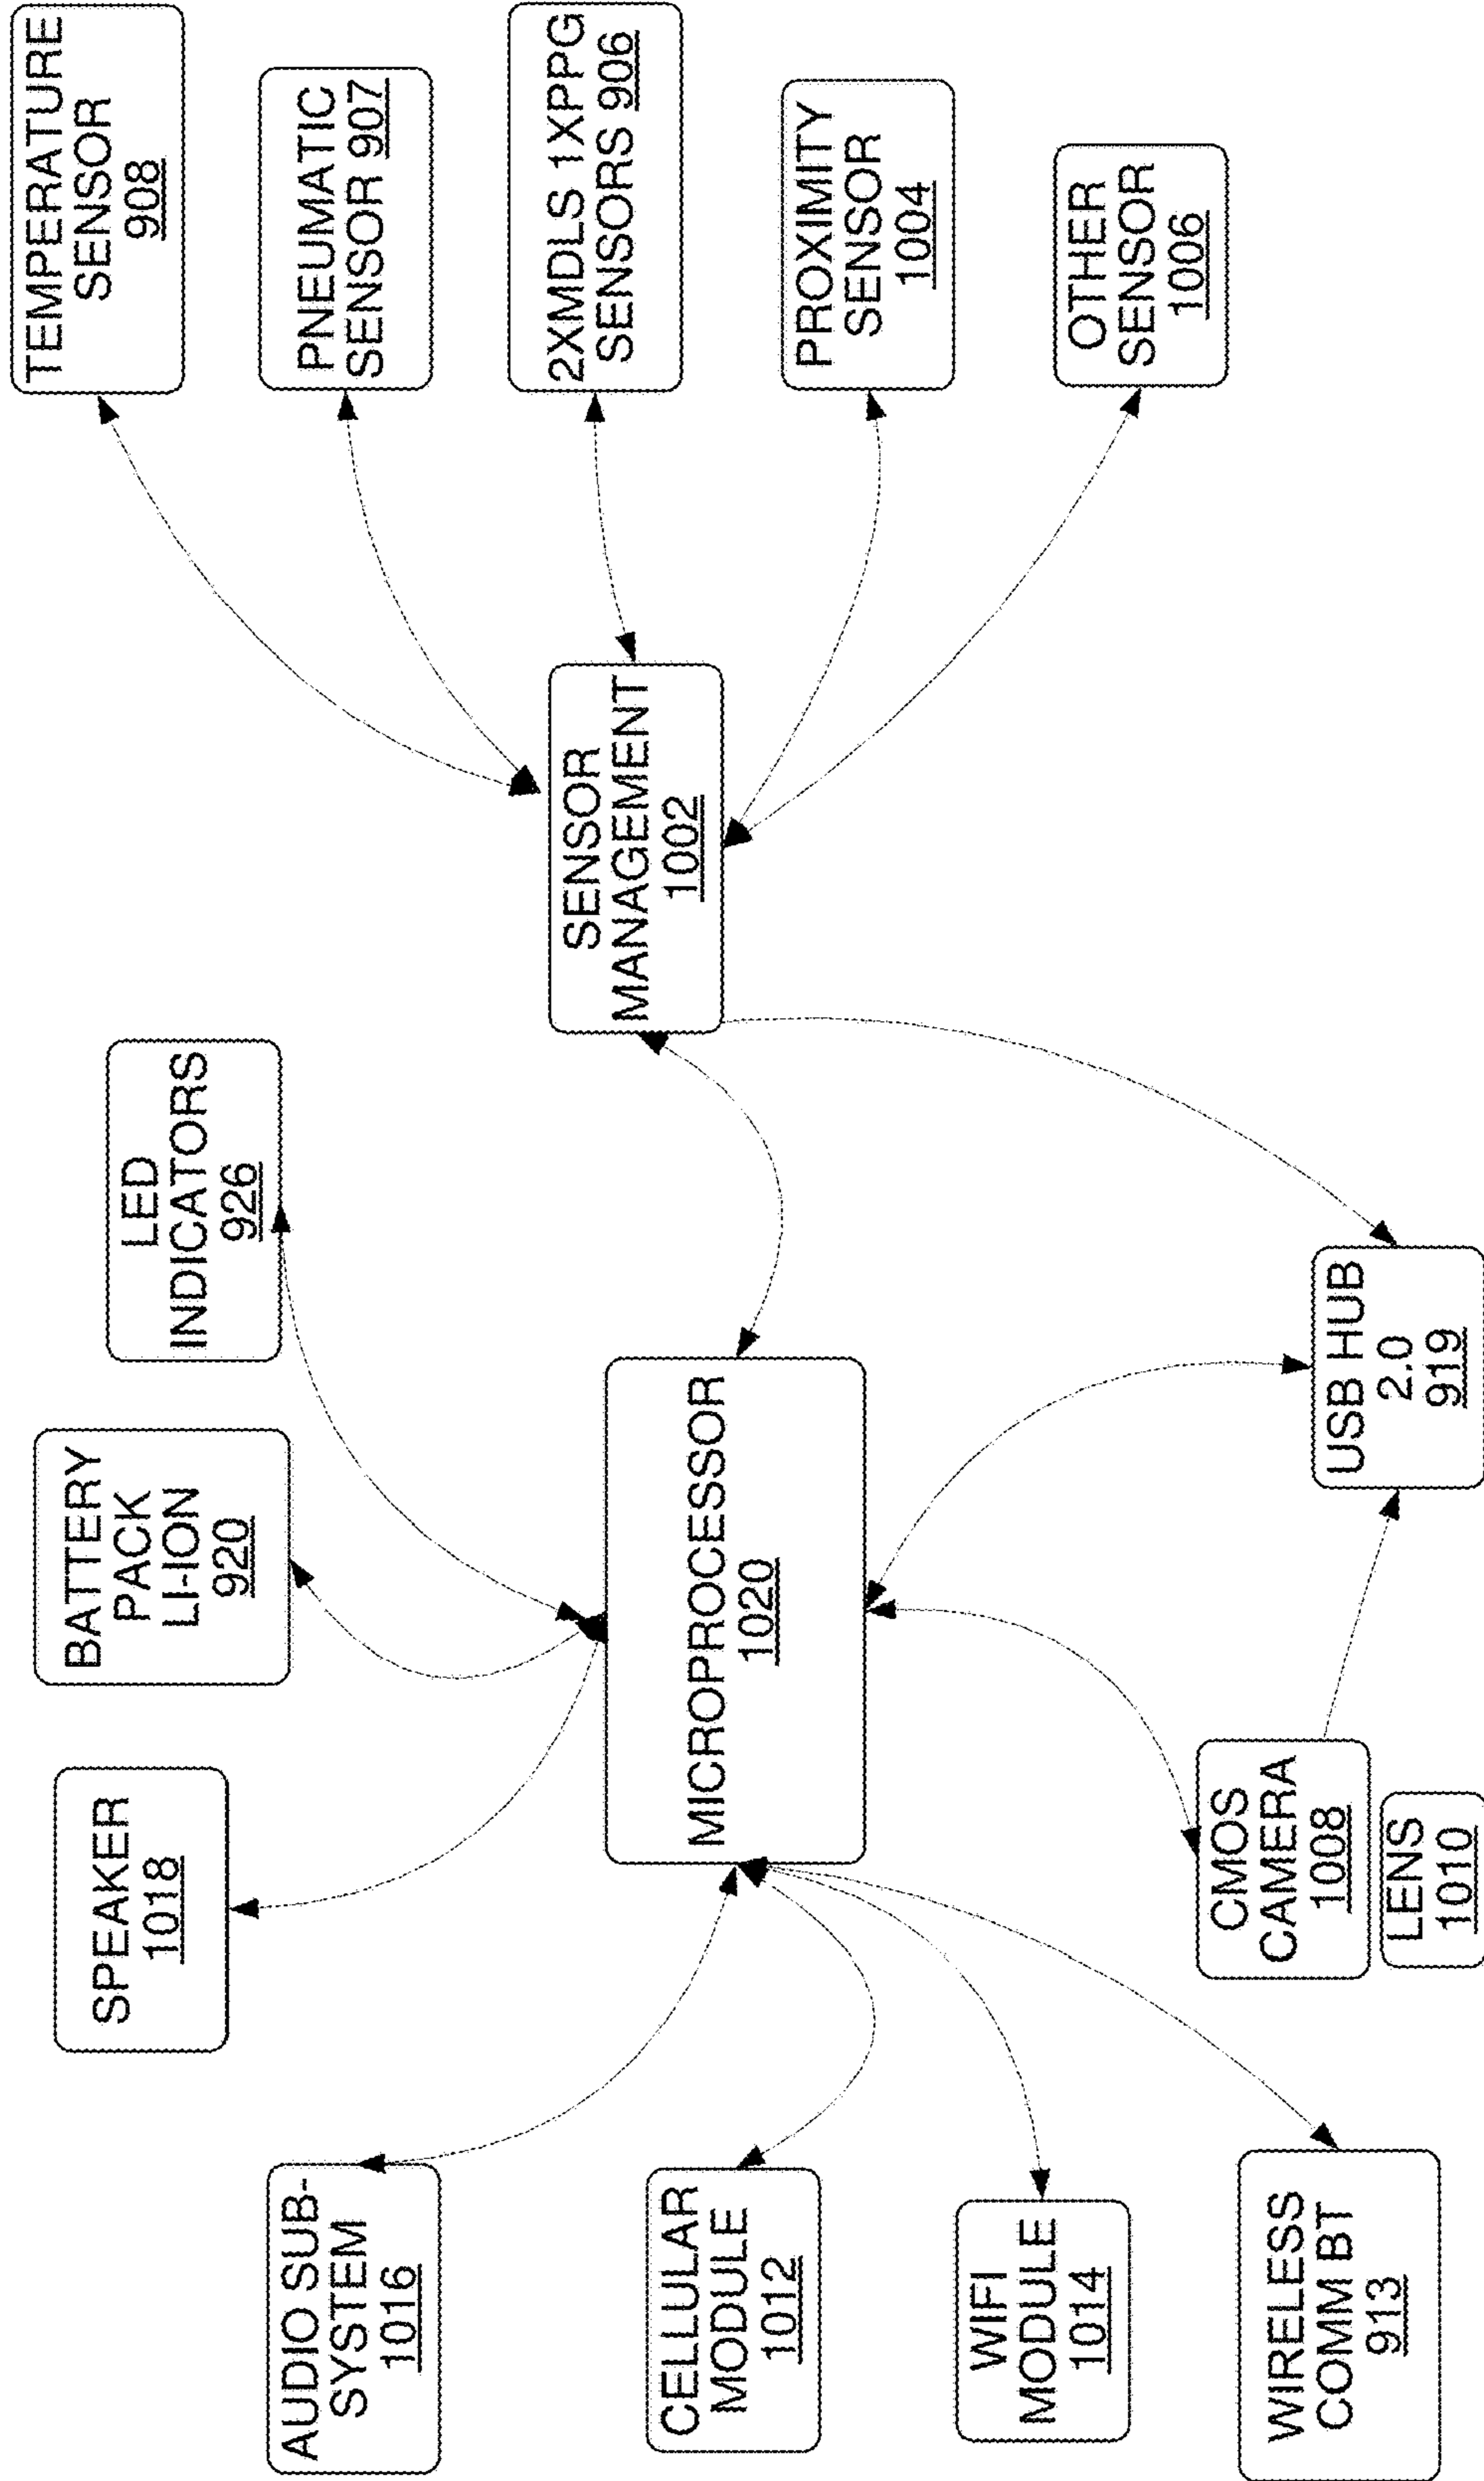 AUDIO SUB-
SYSTEM
1016
SPEAKER
1018
BATTERY
PACK
LI-ION
920
LED
INDICATORS
926
TEMPERATURE
SENSOR
908
PNEUMATIC
SENSOR 907
2XMDLS 1XPPG
SENSORS 906
PROXIMITY
SENSOR
1004
OTHER
SENSOR
1006
SENSOR
MANAGEMENT
1002
MICROPROCESSOR
1020
CELLULAR
MODULE
1012
WIFI
MODULE
1014
WIRELESS
COMM BT
913
CMOS
CAMERA
1008
LENS
1010
USB HUB
2.0
919